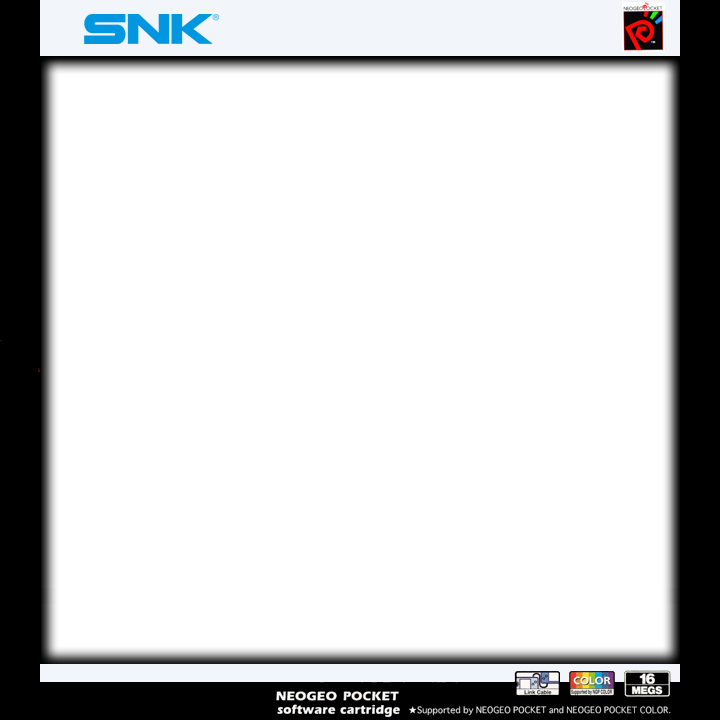 SNK®
NEOGEO POCKET
™
Link Cable
COLOR
Supported by NGP COLOR
16
MEGS
NEOGEO POCKET
software cartridge ★Supported by NEOGEO POCKET and NEOGEO POCKET COLOR.